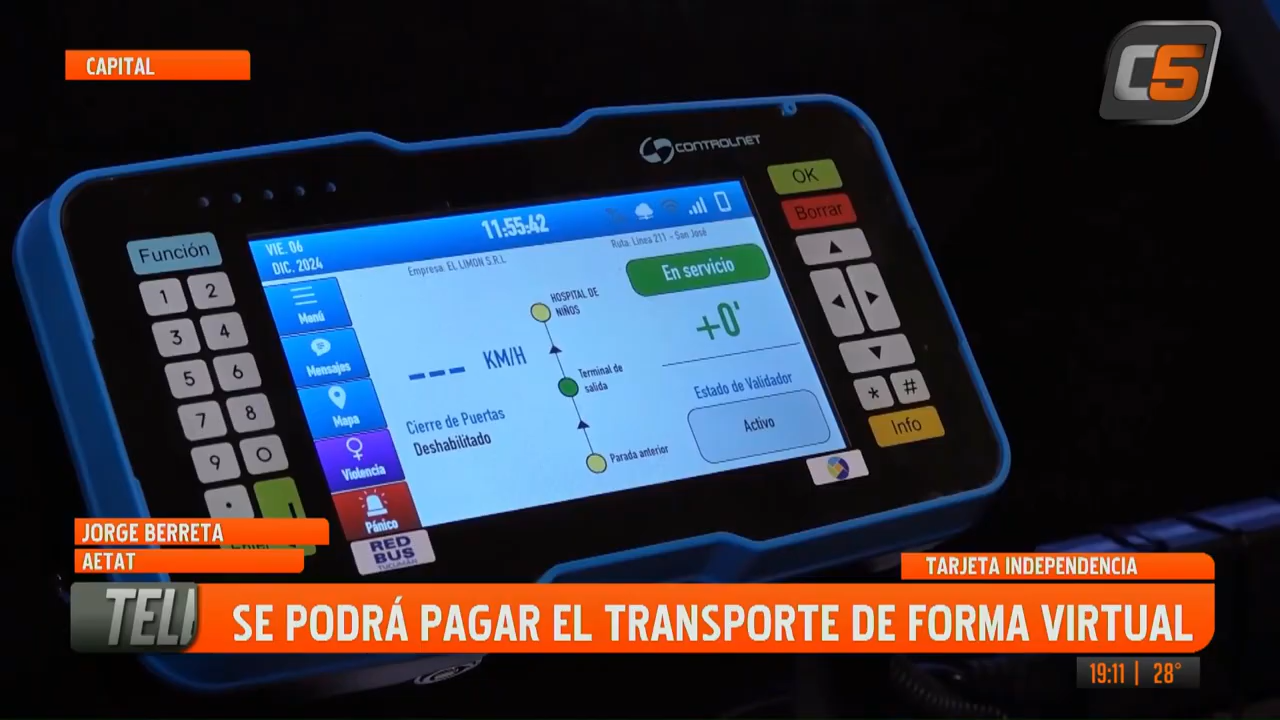 CAPITAL
C5
CONTROLNET
Función
1 2
3 4
5 6
7 8
9 0
OK
Borrar
* #
Info
VIE. 06
DIC. 2024
11:55:42
Empresa: EL LIMON S.R.L
Ruta: Línea 211 - San José
En servicio
+0'
Menú
Mensajes
Mapa
Violencia
Pánico
--- KM/H
Cierre de Puertas
Deshabilitado
HOSPITAL DE
NIÑOS
Terminal de
salida
Parada anterior
Estado de Validador
Activo
RED
BUS
TUCUMÁN
JORGE BERRETA
AETAT
TARJETA INDEPENDENCIA
SE PODRÁ PAGAR EL TRANSPORTE DE FORMA VIRTUAL
19:11 | 28°